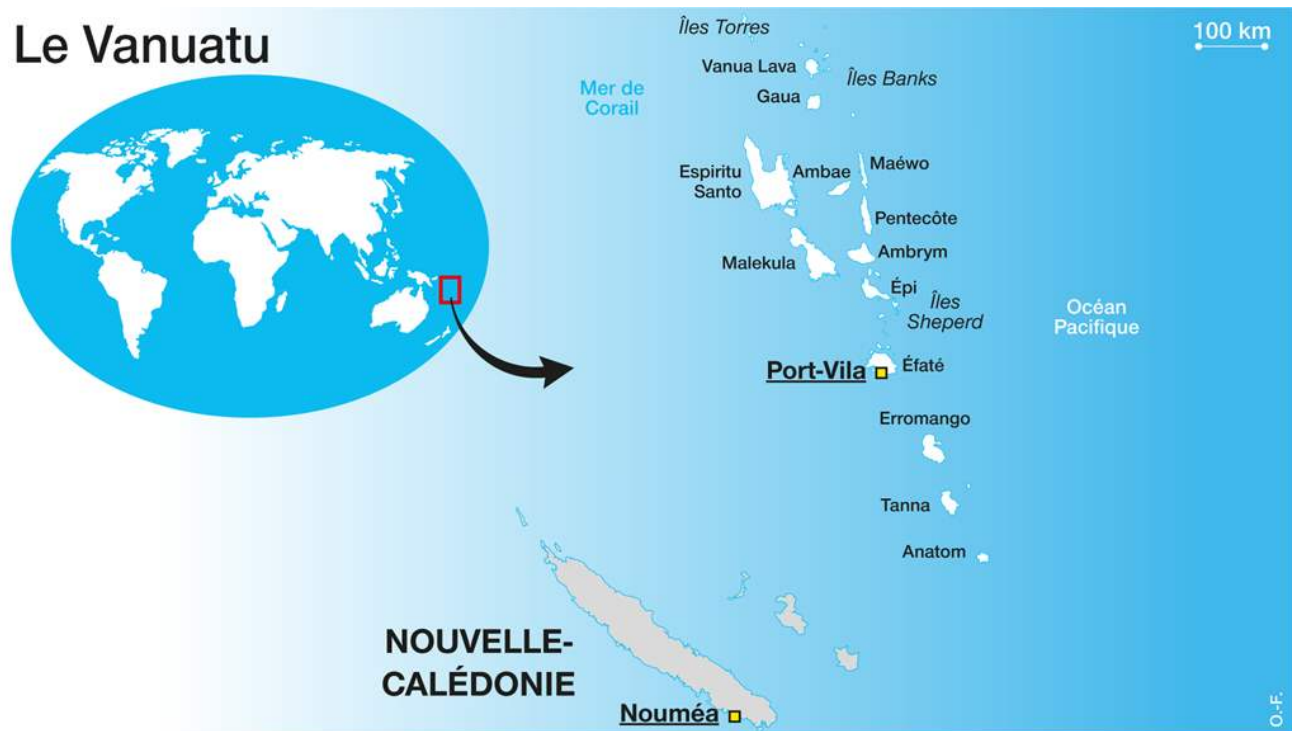 Le Vanuatu
100 km
Îles Torres
Vanua Lava
Îles Banks
Mer de
Corail
Gaua
Espiritu
Santo
Ambae
Maéwo
Pentecôte
Malekula
Ambrym
Épi
Îles
Sheperd
Océan
Pacifique
Port-Vila
Éfaté
Erromango
Tanna
Anatom
NOUVELLE-
CALÉDONIE
Nouméa
O.-F.